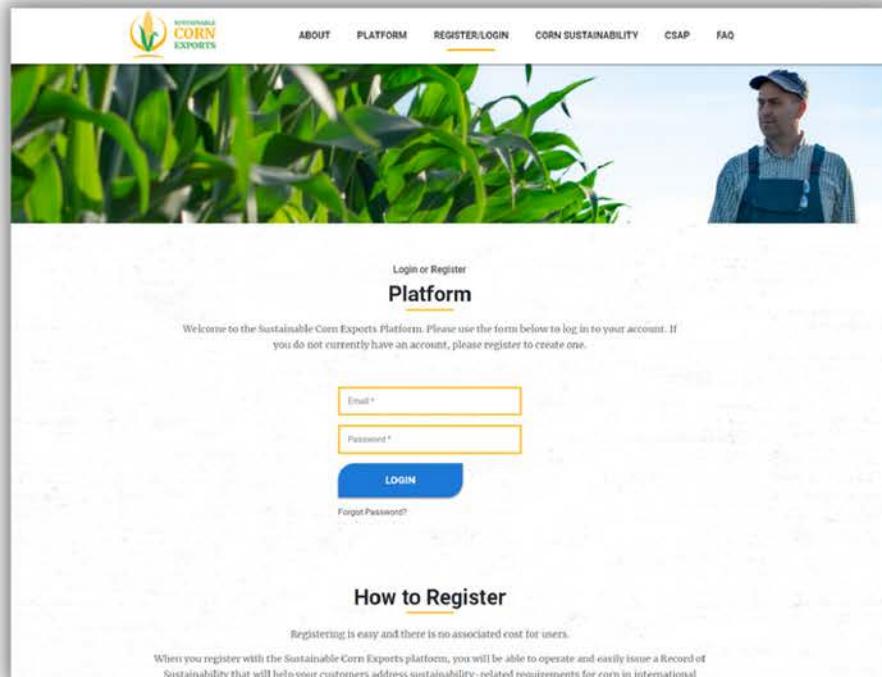 SUSTAINABLE
CORN
EXPORTS
ABOUT PLATFORM REGISTER/LOGIN CORN SUSTAINABILITY CSAP FAQ
Login or Register
Platform
Welcome to the Sustainable Corn Exports Platform. Please use the form below to log in to your account. If
you do not currently have an account, please register to create one.
Email *
Password *
LOGIN
Forgot Password?
How to Register
Registering is easy and there is no associated cost for users.
When you register with the Sustainable Corn Exports platform, you will be able to operate and easily issue a Record of
Sustainability that will help your customers address sustainability-related requirements for corn in international